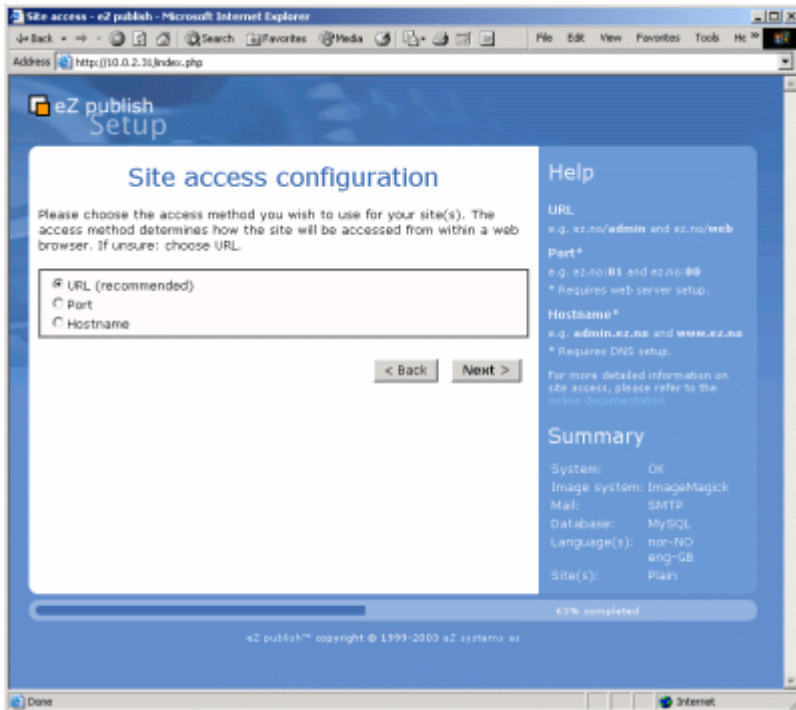 Site access - eZ publish - Microsoft Internet Explorer
Back Search Favorites Media File Edit View Favorites Tools
Address http://10.0.2.31/index.php
eZ publish
Setup
Site access configuration
Please choose the access method you wish to use for your site(s). The
access method determines how the site will be accessed from within a web
browser. If unsure: choose URL.
URL (recommended)
Port
Hostname
< Back Next >
Help
URL
e.g. ez.no/admin and ez.no/web
Port*
e.g. ez.no:81 and ez.no:80
* Requires web server setup.
Hostname*
e.g. admin.ez.no and www.ez.no
* Requires DNS setup.
For more detailed information on
site access, please refer to the
online documentation
Summary
System: OK
Image system: ImageMagick
Mail: SMTP
Database: MySQL
Language(s): nor-NO
eng-GB
Site(s): Plain
63% completed
eZ publish™ copyright © 1999-2003 eZ systems as
Done Internet